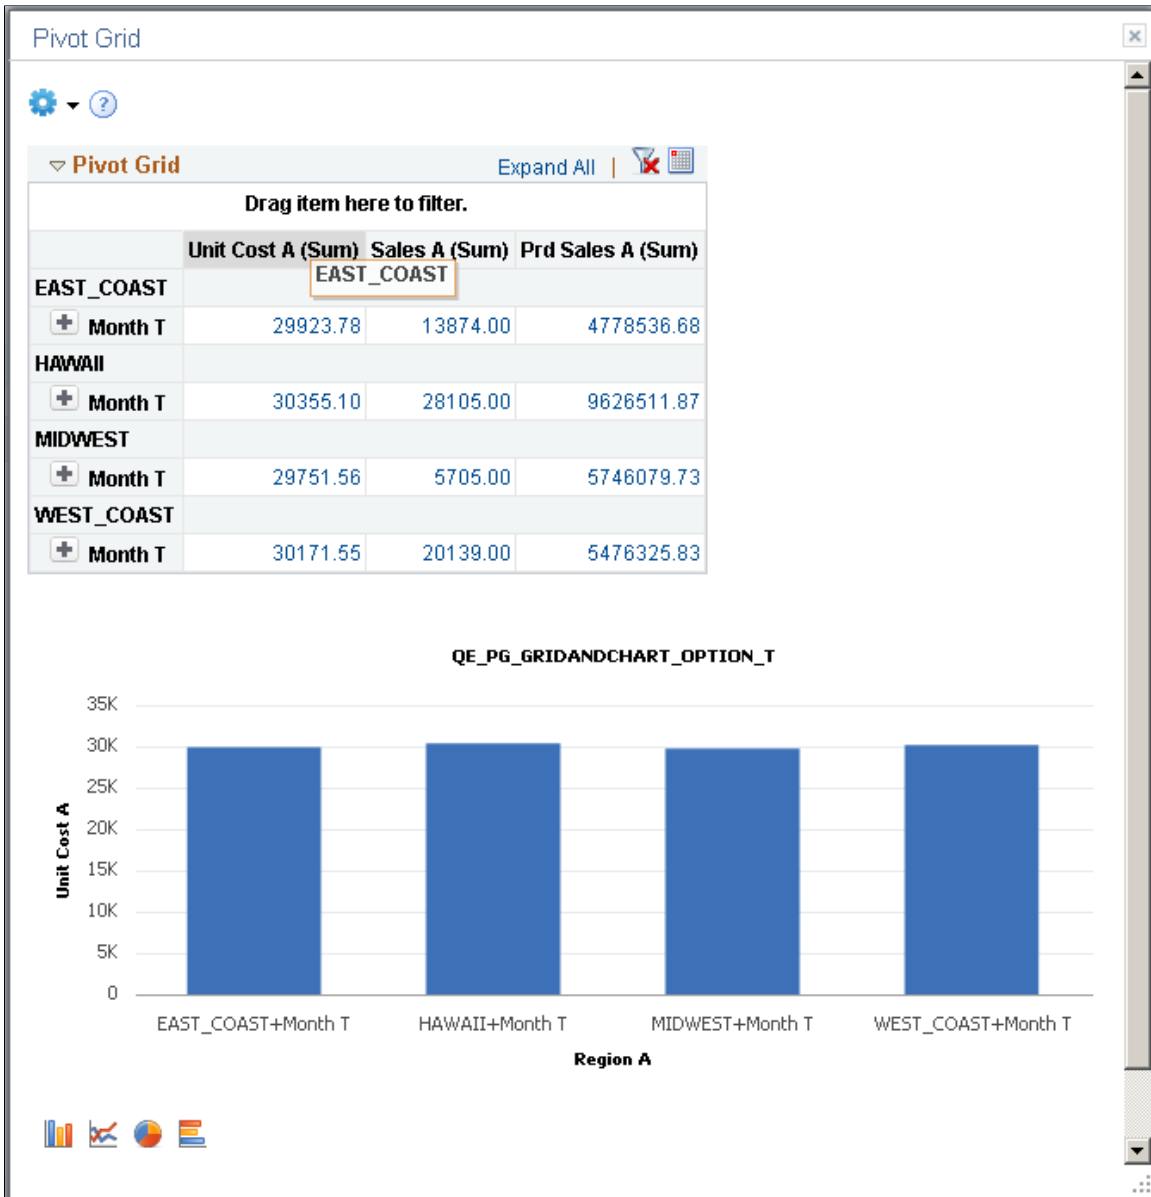 Pivot Grid
Pivot Grid Expand All |
Drag item here to filter.
Unit Cost A (Sum) Sales A (Sum) Prd Sales A (Sum)
EAST_COAST
EAST_COAST
Month T 29923.78 13874.00 4778536.68
HAWAII
Month T 30355.10 28105.00 9626511.87
MIDWEST
Month T 29751.56 5705.00 5746079.73
WEST_COAST
Month T 30171.55 20139.00 5476325.83
QE_PG_GRIDANDCHART_OPTION_T
35K
30K
25K
20K
15K
10K
5K
0
Unit Cost A
EAST_COAST+Month T HAWAII+Month T MIDWEST+Month T WEST_COAST+Month T
Region A